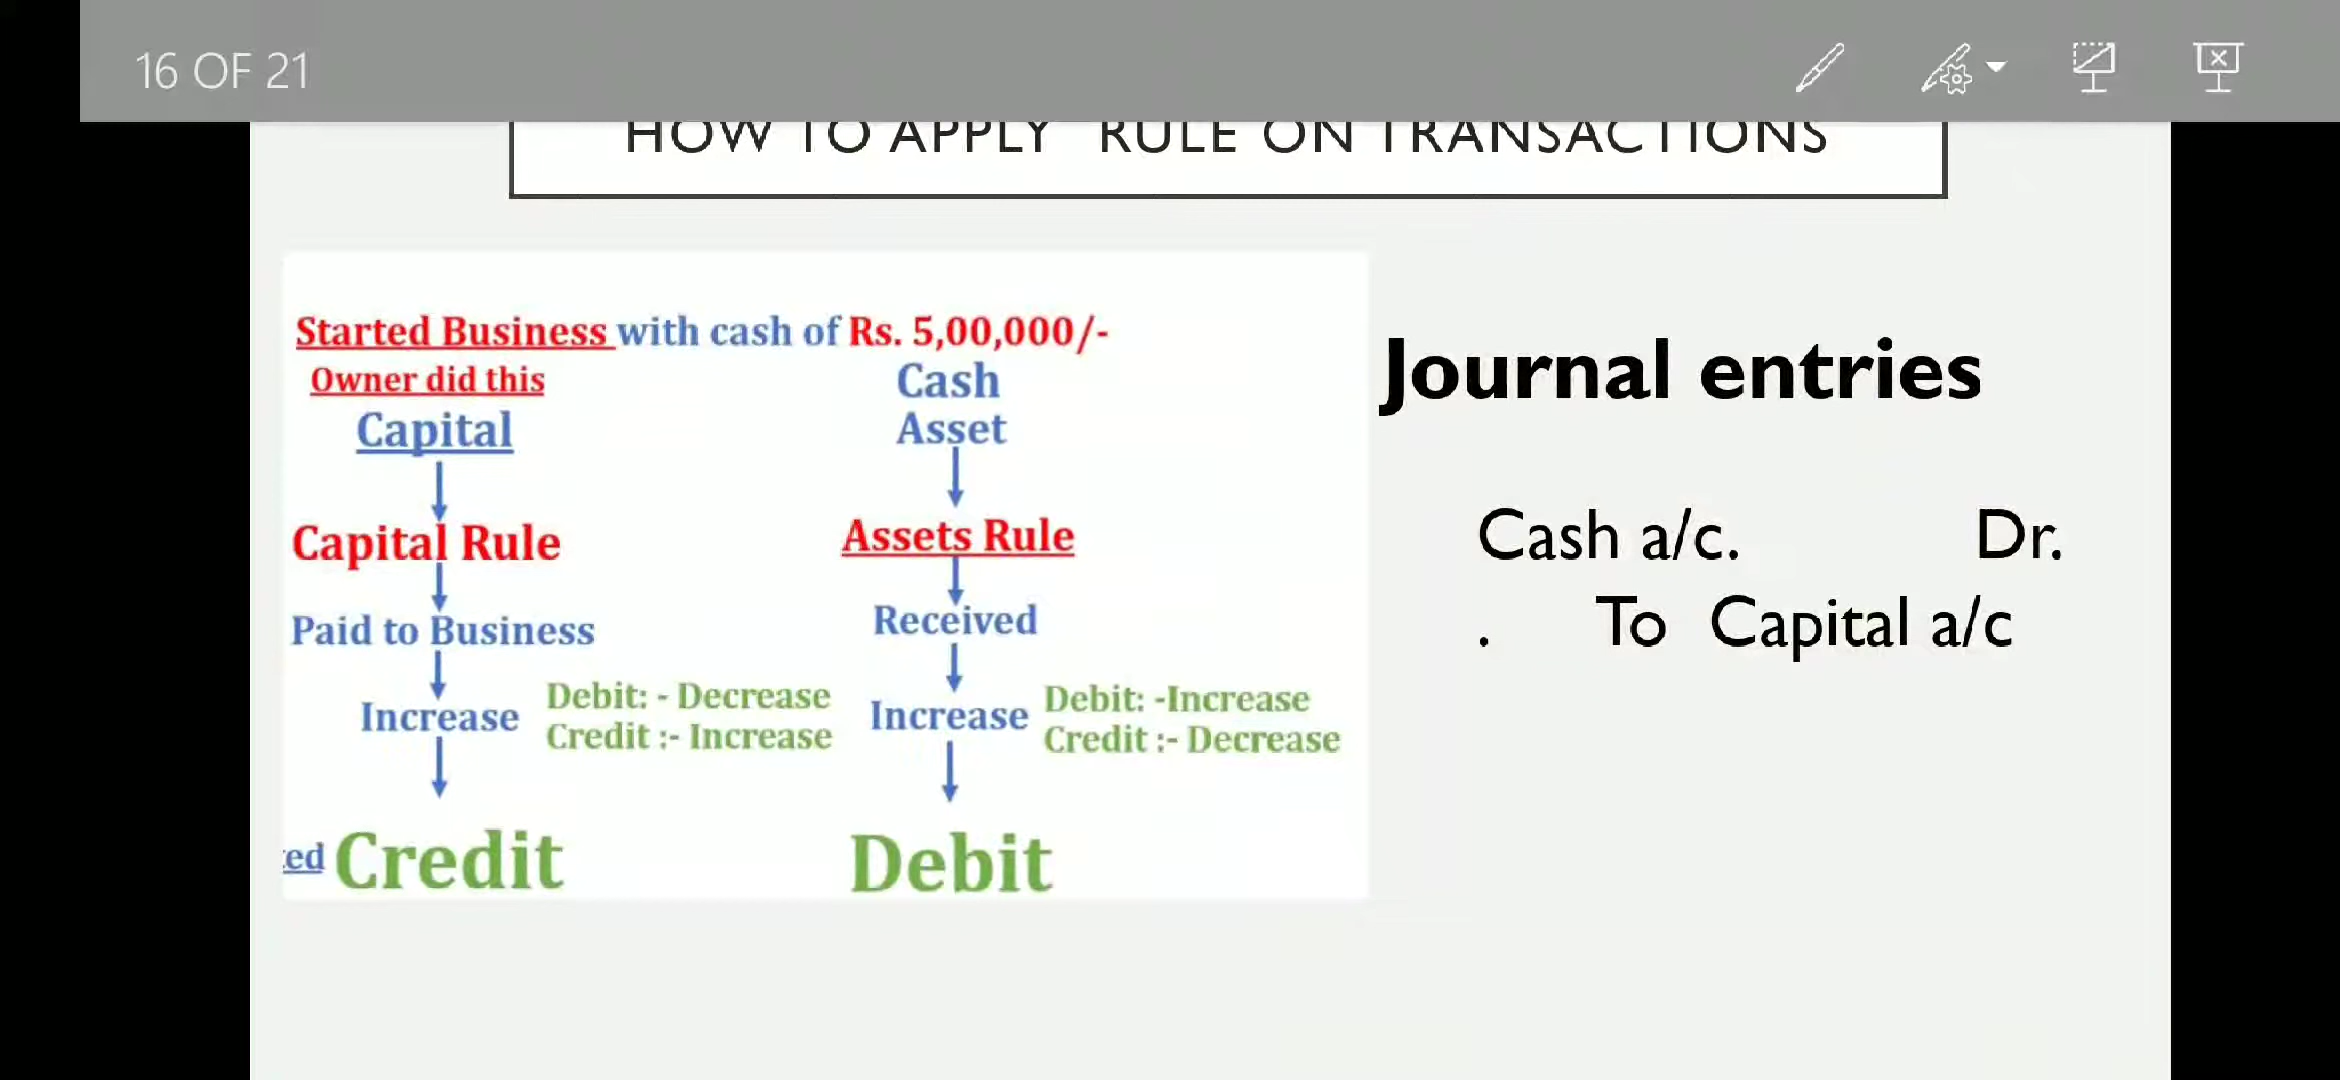 16 OF 21
HOW TO APPLY RULE ON TRANSACTIONS
Started Business with cash of Rs. 5,00,000/-
Owner did this
Capital
Capital Rule
Paid to Business
Increase
Debit: - Decrease
Credit :- Increase
ed Credit
Cash
Asset
Assets Rule
Received
Increase
Debit: -Increase
Credit :- Decrease
Debit
Journal entries
Cash a/c. Dr.
. To Capital a/c